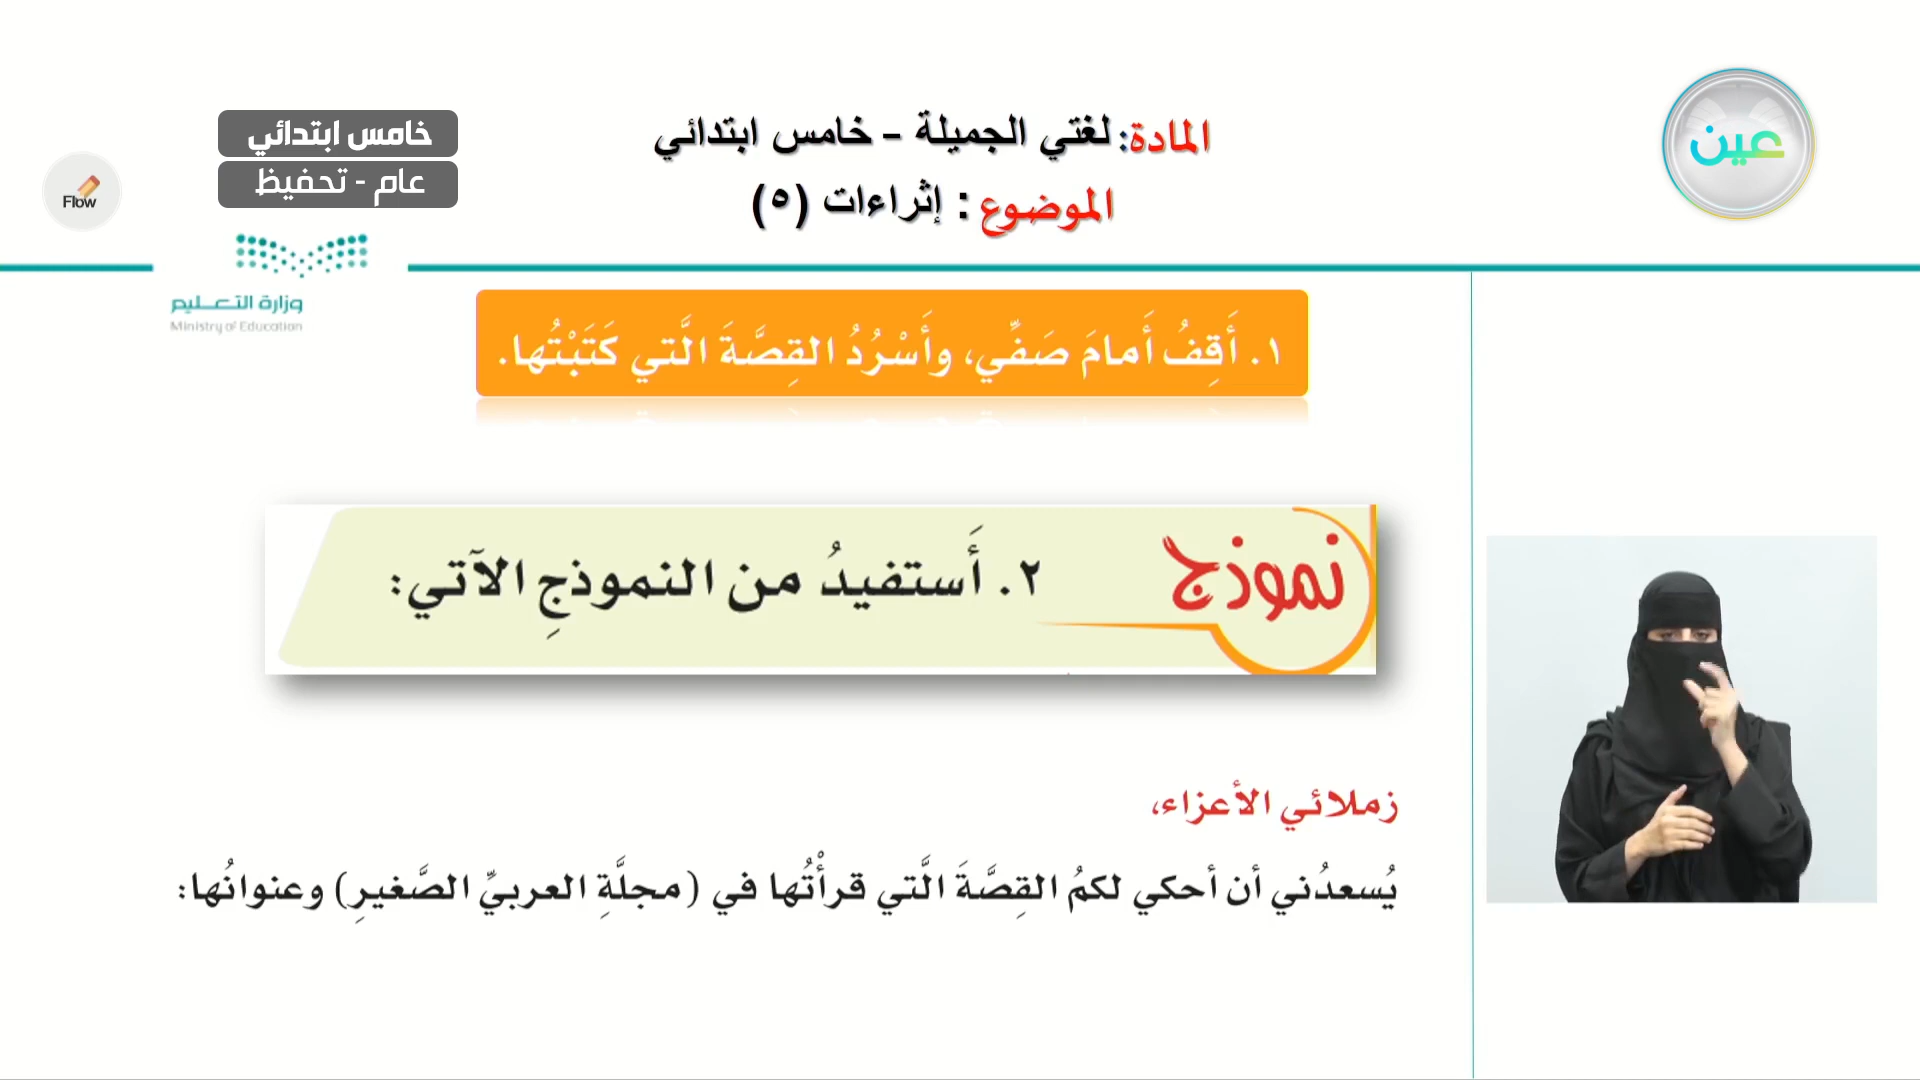 المادة: لغتي الجميلة - خامس ابتدائي
الموضوع : إثراءات (٥)
عين
خامس ابتدائي
عام - تحفيظ
Flow
وزارة التعليم
Ministry of Education
١. أَقِفُ أَمامَ صَفِّي، وأَسْرُدُ القِصَّةَ الَّتي كَتَبْتُها.
نموذج
٢. أَستفيدُ من النموذجِ الآتي:
زملائي الأعزاء،
يُسعدُني أن أحكي لكمُ القِصَّةَ الَّتي قرأْتُها في (مجلَّةِ العربيِّ الصَّغيرِ) وعنوانُها: